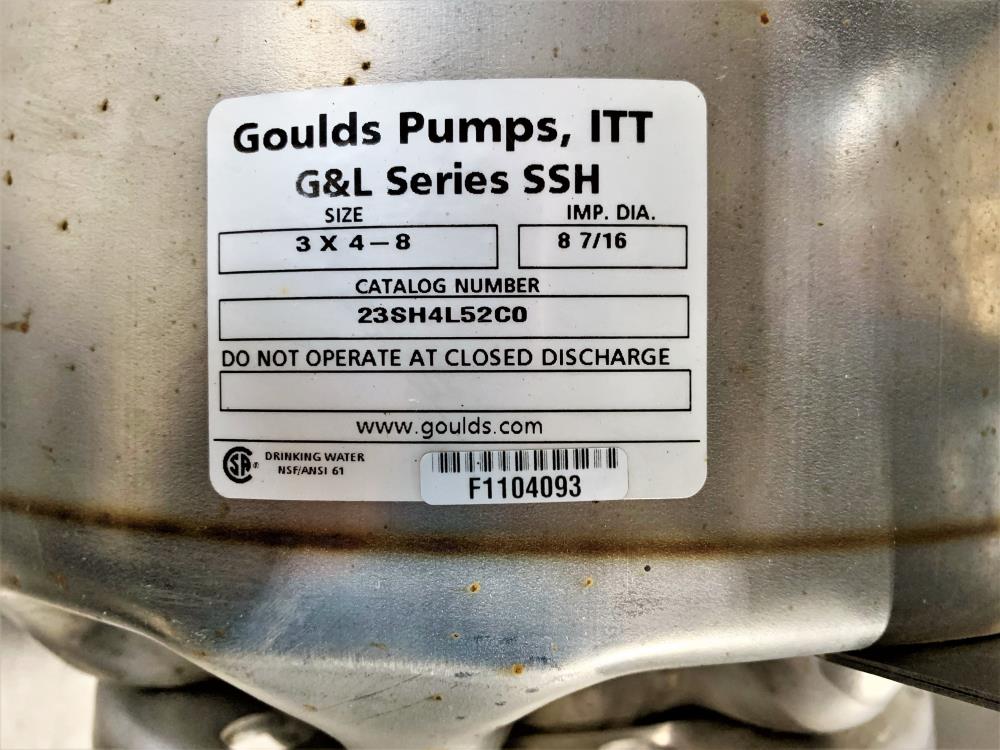 Goulds Pumps, ITT
G&L Series SSH
SIZE IMP. DIA.
3 X 4-8 8 7/16
CATALOG NUMBER
23SH4L52C0
DO NOT OPERATE AT CLOSED DISCHARGE
www.goulds.com
CSA® DRINKING WATER
NSF/ANSI 61
F1104093